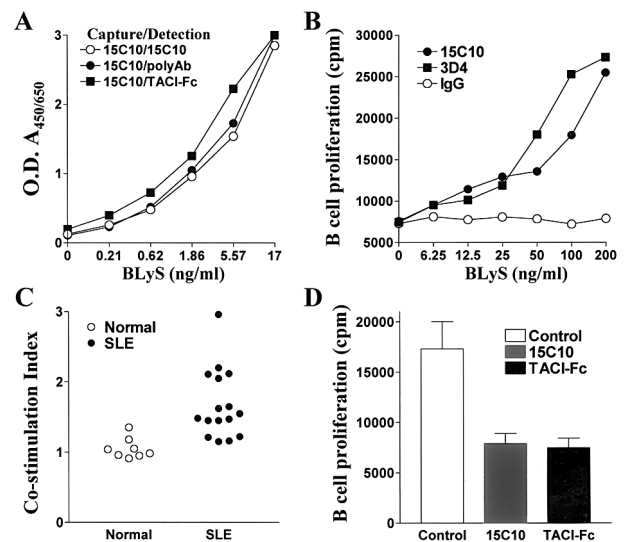 A
Capture/Detection
15C10/15C10
15C10/polyAb
15C10/TACI-Fc
O.D. A450/650
3
2
1
0
0 0.21 0.62 1.86 5.57 17
BLyS (ng/ml)
B
15C10
3D4
IgG
B cell proliferation (cpm)
30000
25000
20000
15000
10000
7500
5000
0 6.25 12.5 25 50 100 200
BLyS (ng/ml)
C
Normal
SLE
Co-stimulation Index
3
2
1
0
Normal SLE
D
Control
15C10
TACI-Fc
B cell proliferation (cpm)
20000
15000
10000
5000
0
Control 15C10 TACI-Fc